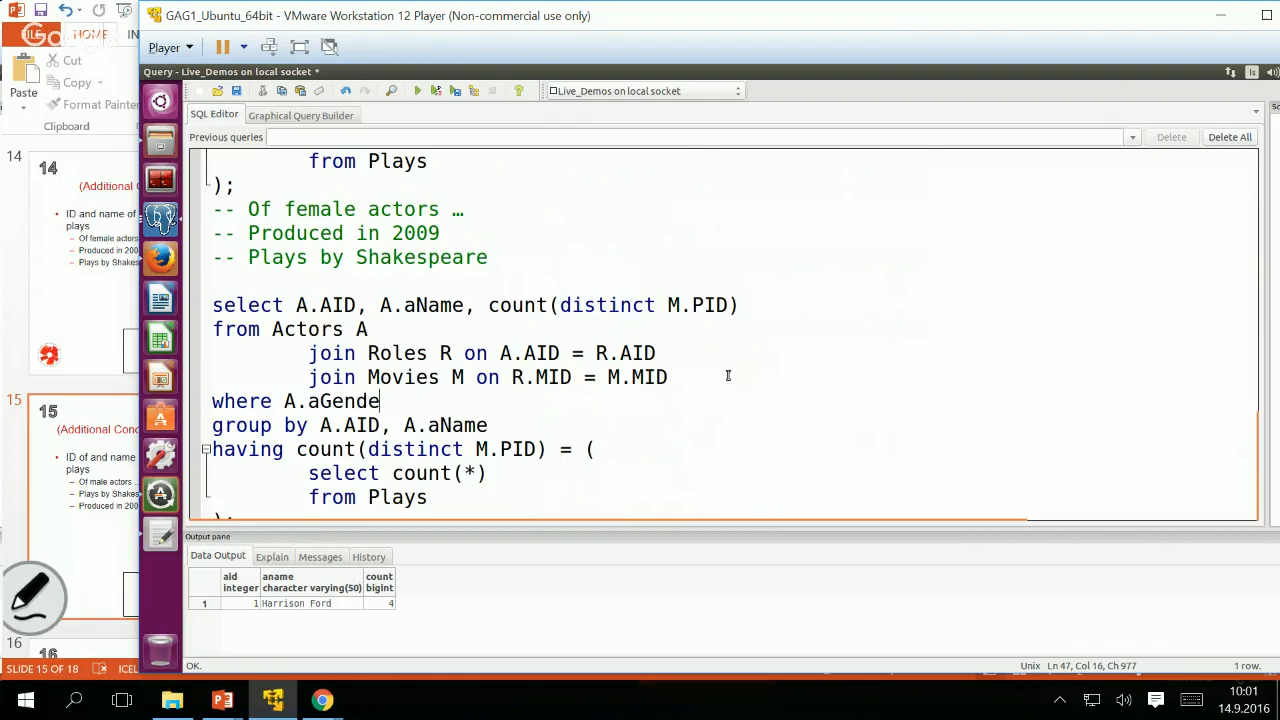 GAG1_Ubuntu_64bit - VMware Workstation 12 Player (Non-commercial use only)
FILE HOME IN
Player
Cut
Copy
Format Painter
Paste
Clipboard
Query - Live_Demos on local socket *
Live_Demos on local socket
SQL Editor Graphical Query Builder
Previous queries Delete Delete All
from Plays
);
-- Of female actors …
-- Produced in 2009
-- Plays by Shakespeare
select A.AID, A.aName, count(distinct M.PID)
from Actors A
join Roles R on A.AID = R.AID
join Movies M on R.MID = M.MID
where A.aGende
group by A.AID, A.aName
having count(distinct M.PID) = (
select count(*)
from Plays
);
14
14
(Additional
ID and name of
plays
Of female actors
Produced in 200
Plays by Shakes
15
15
(Additional Cond
ID of and name
plays
Of male actors
Plays by Shakes
Produced in 200
16
16
Output pane
Data Output Explain Messages History
aid
integer
aname
character varying(50)
count
bigint
1 1 Harrison Ford 4
OK. Unix Ln 47, Col 16, Ch 977 1 row.
SLIDE 15 OF 18 ICEL
10:01
14.9.2016